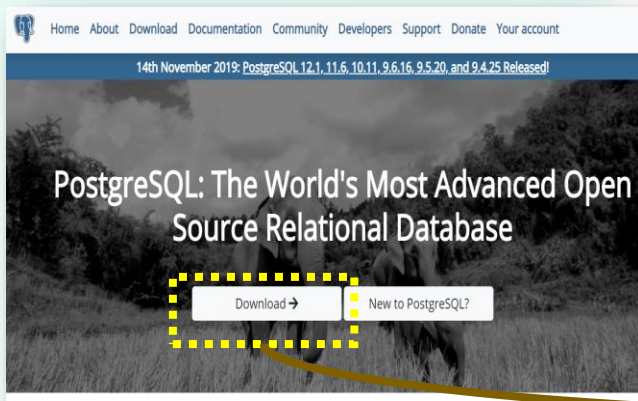 Home About Download Documentation Community Developers Support Donate Your account
14th November 2019: PostgreSQL 12.1, 11.6, 10.11, 9.6.16, 9.5.20, and 9.4.25 Released!
PostgreSQL: The World's Most Advanced Open
Source Relational Database
Download →
New to PostgreSQL?